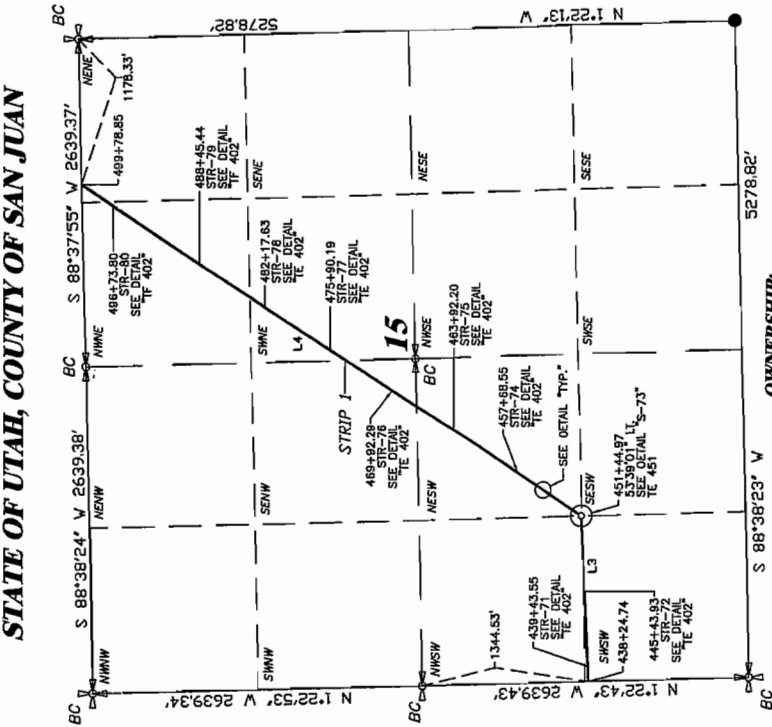 STATE OF UTAH, COUNTY OF SAN JUAN
BC
S 88°38'24" W 2639.38'
BC
S 88°37'55" W 2639.37'
BC
NWNW
NENW
NWNE
NENE
1178.33'
499+78.85
496+73.80
STR-80
SEE DETAIL
"TF 402"
488+45.44
STR-79
SEE DETAIL
"TF 402"
5278.82'
SWNW
SENW
SWNE
SENE
482+17.63
STR-78
SEE DETAIL
"TE 402"
L4
475+90.19
STR-77
SEE DETAIL
"TE 402"
N 1°22'53" W 2639.34'
STRIP 1
15
BC
BC
NWSW
NESW
NWSE
NESE
469+92.29
STR-76
SEE DETAIL
"TE 402"
463+92.20
STR-75
SEE DETAIL
"TE 402"
1344.53'
457+68.55
STR-74
SEE DETAIL
"TE 402"
SEE DETAIL "TYP."
N 1°22'13" W
SWSW
SESW
SWSE
SESE
439+43.55
STR-71
SEE DETAIL
"TE 402"
L3
451+44.97
53°39'01" LT.
SEE DETAIL "S-73"
TE 451
438+24.74
445+43.93
STR-72
SEE DETAIL
"TE 402"
N 1°22'43" W 2639.43'
BC
S 88°38'23" W
5278.82'
OWNERSHIP: